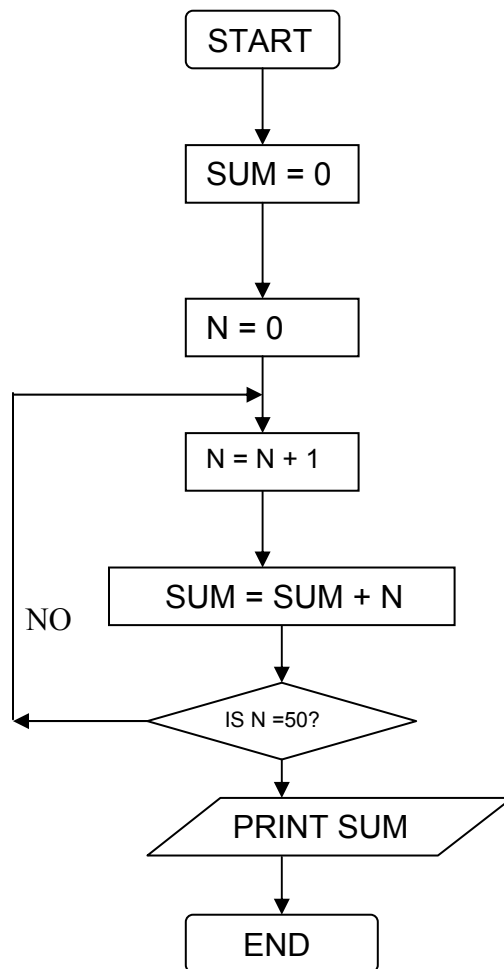 START
SUM = 0
N = 0
N = N + 1
SUM = SUM + N
NO
IS N =50?
PRINT SUM
END